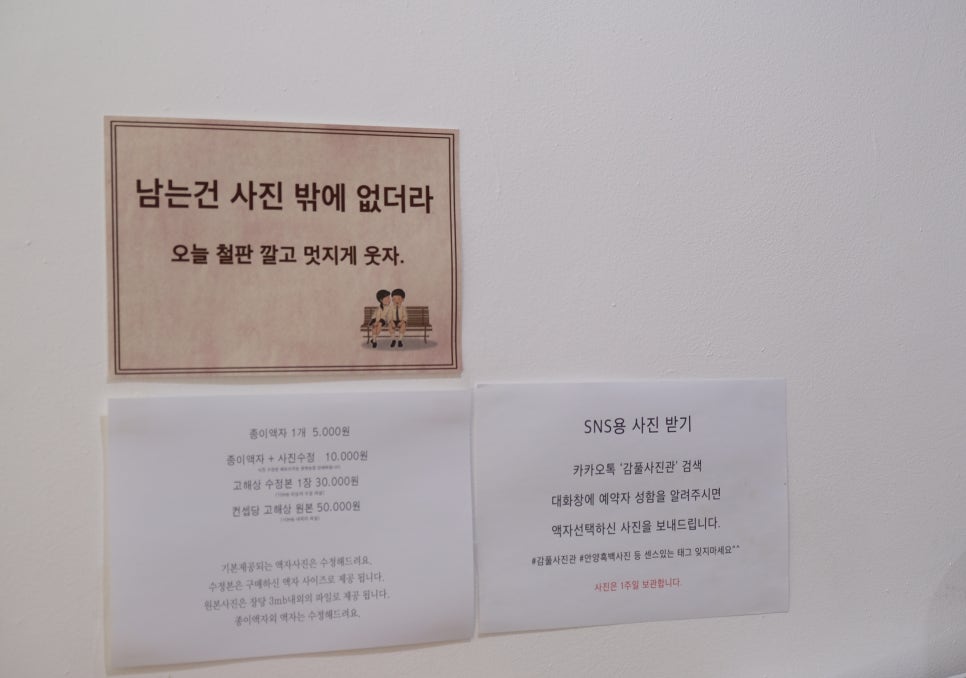 남는건 사진 밖에 없더라
오늘 철판 깔고 멋지게 웃자.
종이액자 1개 5.000원
종이액자 + 사진수정 10.000원
고해상 수정본 1장 30.000원
컨셉당 고해상 원본 50.000원
기본제공되는 액자사진은 수정해드려요.
수정본은 구매하신 액자 사이즈로 제공 됩니다.
원본사진은 장당 3mb내외의 파일로 제공 됩니다.
종이액자외 액자는 수정해드려요.
SNS용 사진 받기
카카오톡 '감풀사진관' 검색
대화창에 예약자 성함을 알려주시면
액자선택하신 사진을 보내드립니다.
#감풀사진관 #안양흑백사진 등 센스있는 태그 잊지마세요^^
사진은 1주일 보관합니다.